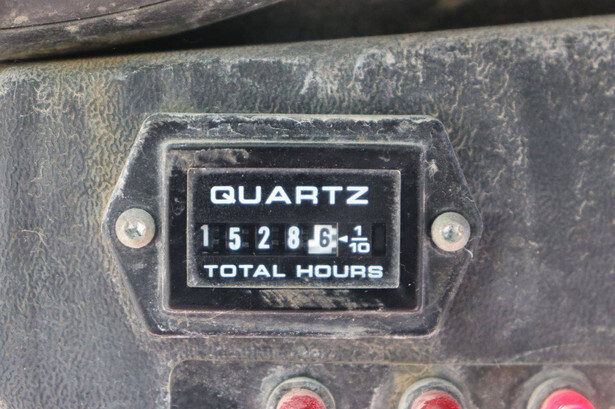 QUARTZ
15286 ◄1/10
TOTAL HOURS